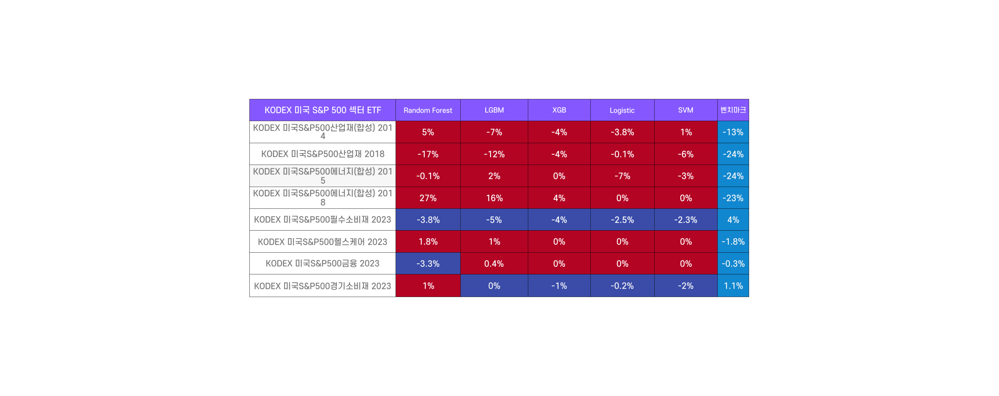 KODEX 미국 S&P 500 섹터 ETF Random Forest LGBM XGB Logistic SVM 벤치마크
KODEX 미국S&P500산업재(합성) 201
4 5% -7% -4% -3.8% 1% -13%
KODEX 미국S&P500산업재 2018 -17% -12% -4% -0.1% -6% -24%
KODEX 미국S&P500에너지(합성) 201
5 -0.1% 2% 0% -7% -3% -24%
KODEX 미국S&P500에너지(합성) 201
8 27% 16% 4% 0% 0% -23%
KODEX 미국S&P500필수소비재 2023 -3.8% -5% -4% -2.5% -2.3% 4%
KODEX 미국S&P500헬스케어 2023 1.8% 1% 0% 0% 0% -1.8%
KODEX 미국S&P500금융 2023 -3.3% 0.4% 0% 0% 0% -0.3%
KODEX 미국S&P500경기소비재 2023 1% 0% -1% -0.2% -2% 1.1%